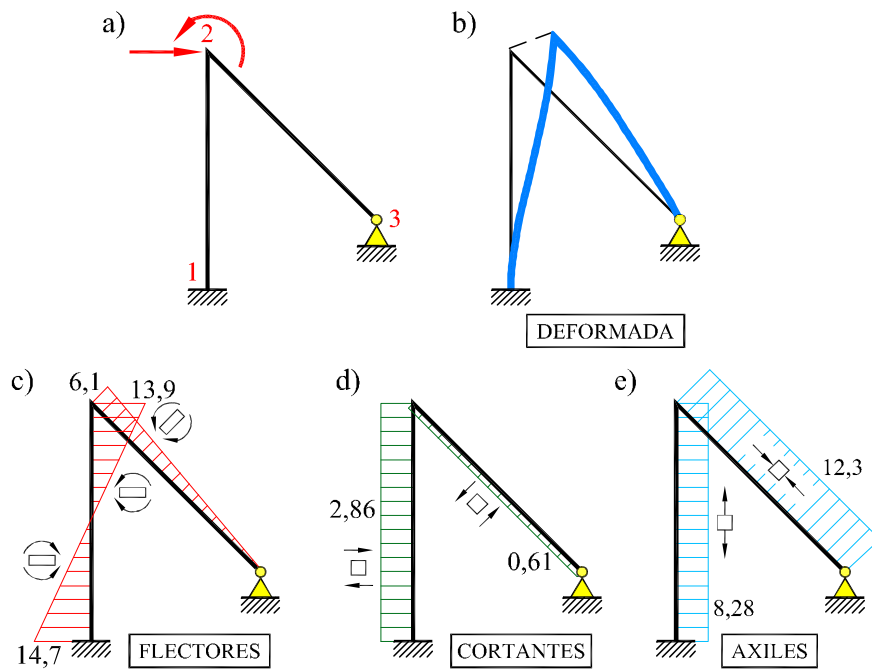 a)
2
3
1
b)
DEFORMADA
c)
6,1
13,9
14,7
FLECTORES
d)
2,86
0,61
CORTANTES
e)
12,3
8,28
AXILES